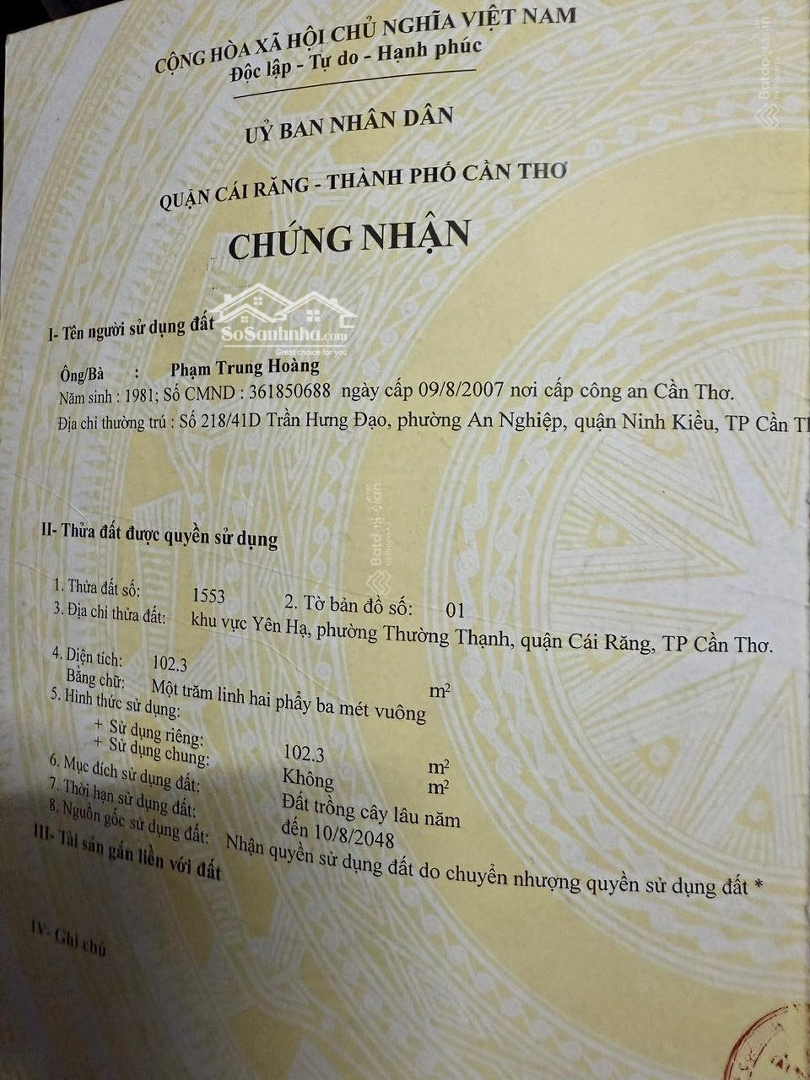 CỘNG HÒA XÃ HỘI CHỦ NGHĨA VIỆT NAM
Độc lập - Tự do - Hạnh phúc
UỶ BAN NHÂN DÂN
QUẬN CÁI RĂNG - THÀNH PHỐ CẦN THƠ
CHỨNG NHẬN
I- Tên người sử dụng đất
SoSanhnha.com
Great choice for you
Ông/Bà : Phạm Trung Hoàng
Năm sinh : 1981; Số CMND : 361850688 ngày cấp 09/8/2007 nơi cấp công an Cần Thơ.
Địa chỉ thường trú : Số 218/41D Trần Hưng Đạo, phường An Nghiệp, quận Ninh Kiều, TP Cần
II- Thửa đất được quyền sử dụng
1. Thửa đất số: 1553 2. Tờ bản đồ số: 01
3. Địa chỉ thửa đất: khu vực Yên Hạ, phường Thường Thạnh, quận Cái Răng, TP Cần Thơ.
4. Diện tích: 102.3 m²
Bằng chữ: Một trăm linh hai phẩy ba mét vuông
5. Hình thức sử dụng:
+ Sử dụng riêng: 102.3 m²
+ Sử dụng chung: Không m²
6. Mục đích sử dụng đất: Đất trồng cây lâu năm
7. Thời hạn sử dụng đất: đến 10/8/2048
8. Nguồn gốc sử dụng đất: Nhận quyền sử dụng đất do chuyển nhượng quyền sử dụng đất *
III- Tài sản gắn liền với đất
IV- Ghi chú